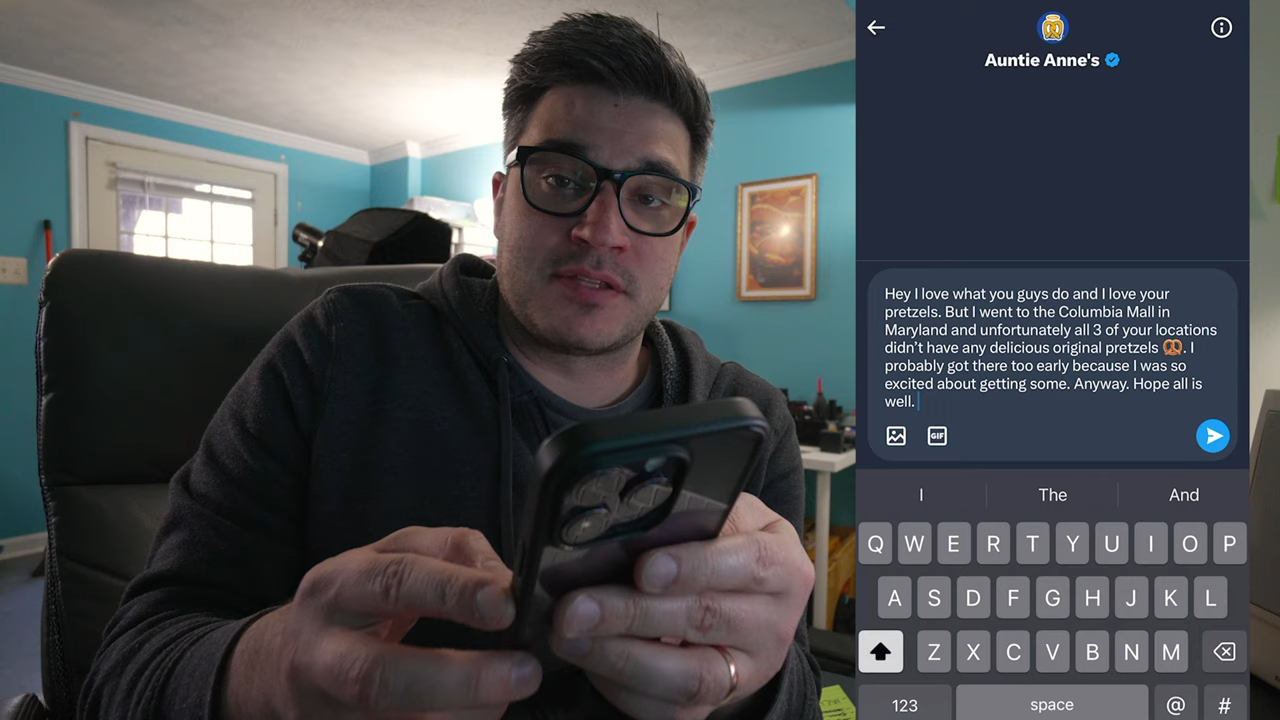 Auntie Anne's
Hey I love what you guys do and I love your
pretzels. But I went to the Columbia Mall in
Maryland and unfortunately all 3 of your locations
didn't have any delicious original pretzels 🥨. I
probably got there too early because I was so
excited about getting some. Anyway. Hope all is
well.
GIF
I The And
Q W E R T Y U I O P
A S D F G H J K L
Z X C V B N M
123 space @ #